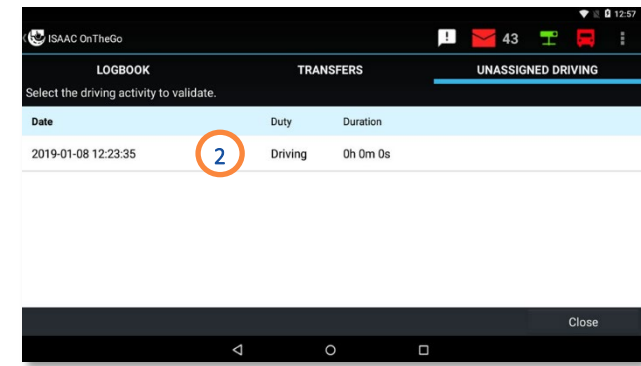 12:57
ISAAC OnTheGo 43
LOGBOOK TRANSFERS UNASSIGNED DRIVING
Select the driving activity to validate.
Date Duty Duration
2019-01-08 12:23:35 2 Driving 0h 0m 0s
Close